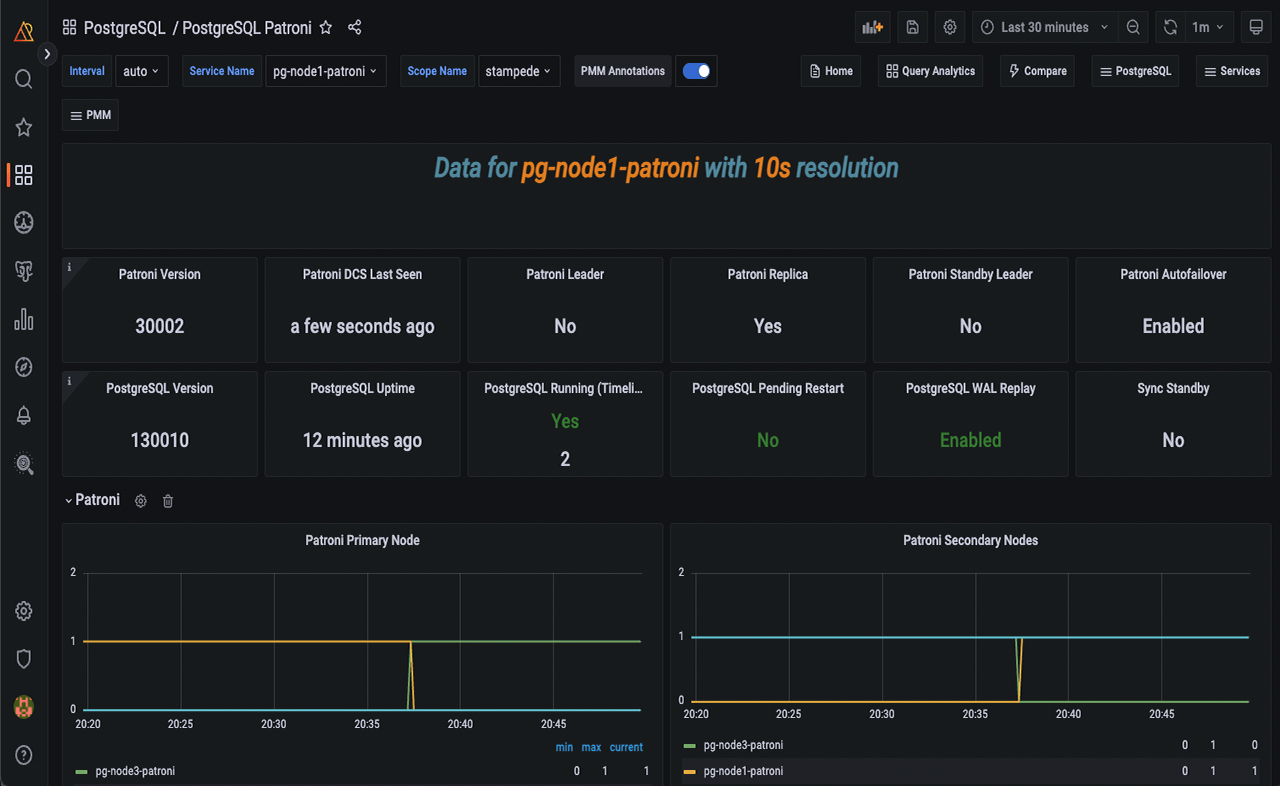 PostgreSQL / PostgreSQL Patroni
Last 30 minutes
1m
Interval auto Service Name pg-node1-patroni Scope Name stampede PMM Annotations Home Query Analytics Compare PostgreSQL Services
PMM
Data for pg-node1-patroni with 10s resolution
Patroni Version
30002
Patroni DCS Last Seen
a few seconds ago
Patroni Leader
No
Patroni Replica
Yes
Patroni Standby Leader
No
Patroni Autofailover
Enabled
PostgreSQL Version
130010
PostgreSQL Uptime
12 minutes ago
PostgreSQL Running (Timeli...
Yes
2
PostgreSQL Pending Restart
No
PostgreSQL WAL Replay
Enabled
Sync Standby
No
Patroni
Patroni Primary Node
2
1
0
20:20 20:25 20:30 20:35 20:40 20:45
min max current
pg-node3-patroni 0 1 1
Patroni Secondary Nodes
2
1
0
20:20 20:25 20:30 20:35 20:40 20:45
pg-node3-patroni 0 1 0
pg-node1-patroni 0 1 1